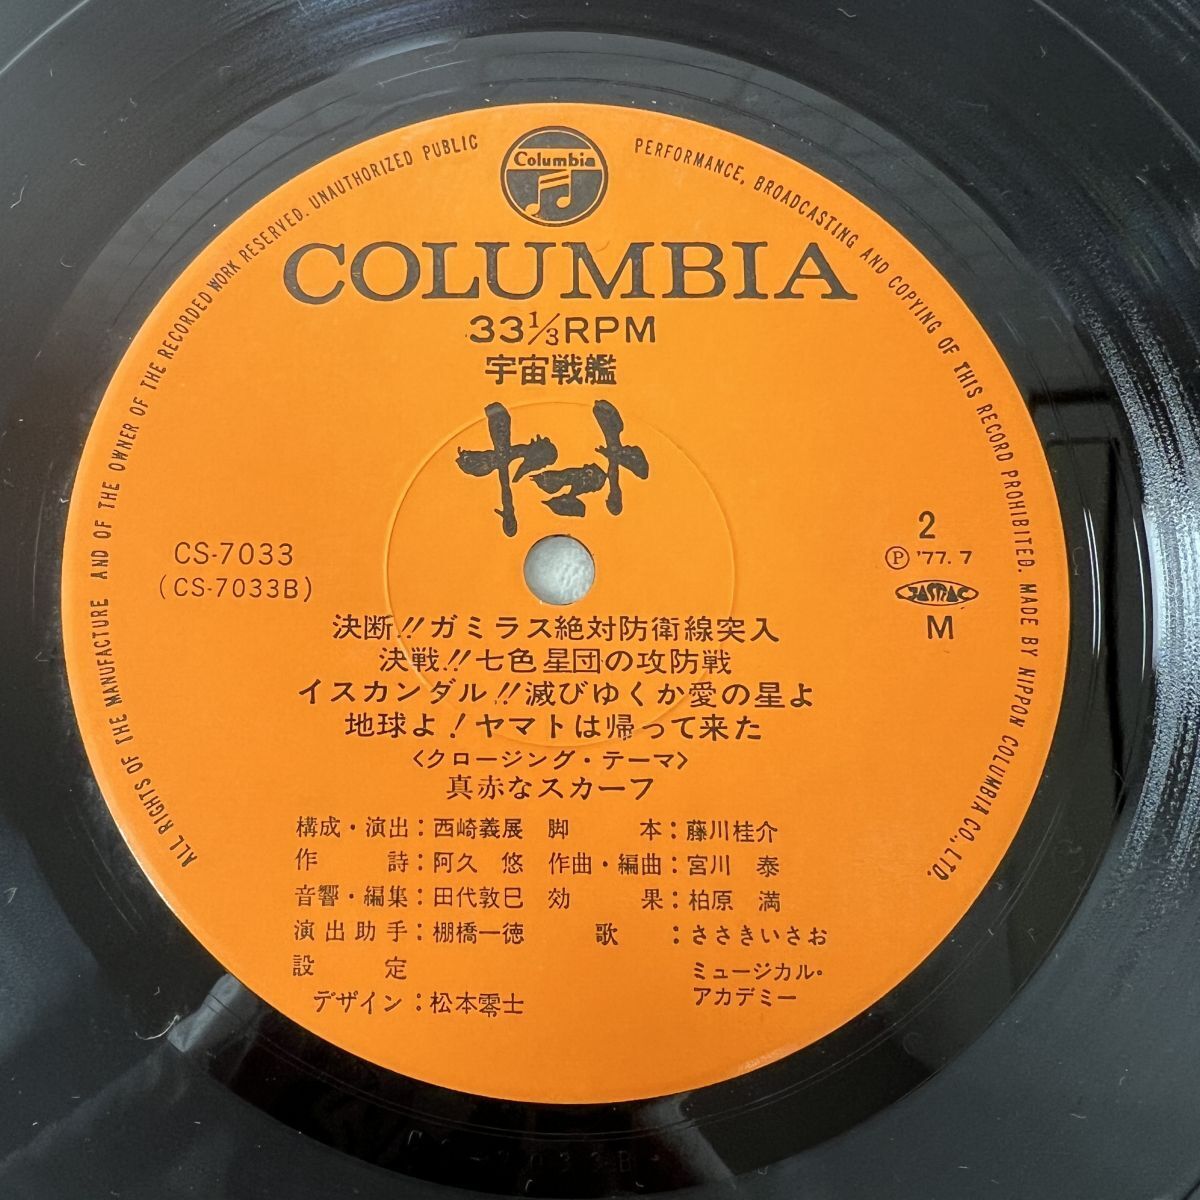 Columbia
COLUMBIA
33 1/3 RPM
宇宙戦艦
ヤマト
CS-7033
(CS-7033B)
2
Ⓟ '77.7
JASRAC
M
決断!!ガミラス絶対防衛線突入
決戦!!七色星団の攻防戦
イスカンダル!!滅びゆくか愛の星よ
地球よ!ヤマトは帰って来た
〈クロージング・テーマ〉
真赤なスカーフ
構成・演出:西崎義展 脚 本:藤川桂介
作 詩:阿久 悠 作曲・編曲:宮川 泰
音響・編集:田代敦巳 効 果:柏原 満
演出助手:棚橋一徳 歌 :ささきいさお
設 定 ミュージカル・
デザイン:松本零士 アカデミー
ALL RIGHTS OF THE MANUFACTURE AND OF THE OWNER OF THE RECORDED WORK RESERVED. UNAUTHORIZED PUBLIC PERFORMANCE, BROADCASTING AND COPYING OF THIS RECORD PROHIBITED. MADE BY NIPPON COLUMBIA CO., LTD.